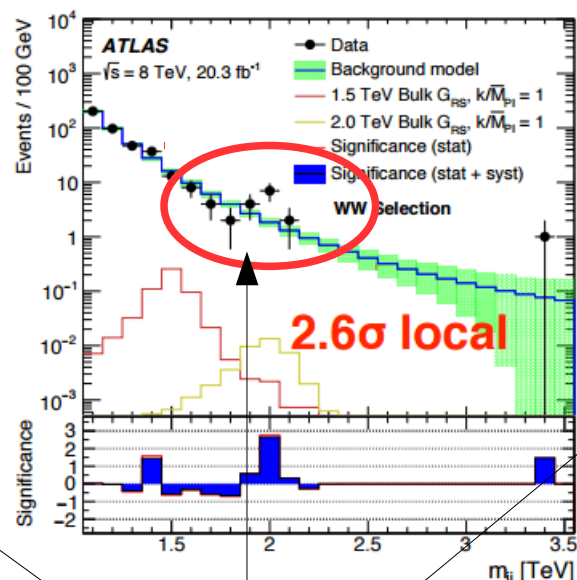 ATLAS
√s = 8 TeV, 20.3 fb⁻¹
Data
Background model
1.5 TeV Bulk G_RS, k/M̅_PI = 1
2.0 TeV Bulk G_RS, k/M̅_PI = 1
Significance (stat)
Significance (stat + syst)
WW Selection
2.6σ local
Events / 100 GeV
10⁴
10³
10²
10
1
10⁻¹
10⁻²
10⁻³
Significance
3
2
1
0
-1
-2
1.5 2 2.5 3 3.5
m_jj [TeV]